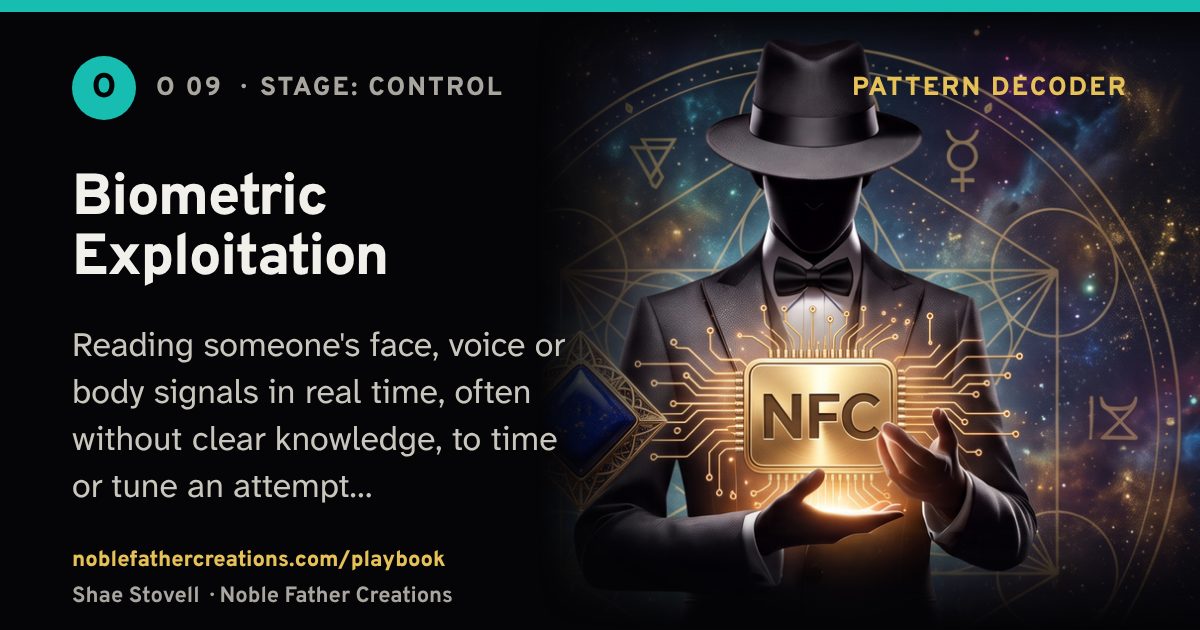 O
O 09 · STAGE: CONTROL
PATTERN DECODER
Biometric
Exploitation
Reading someone's face, voice or
body signals in real time, often
without clear knowledge, to time
or tune an attempt...
NFC
noblefathercreations.com/playbook
Shae Stovell · Noble Father Creations